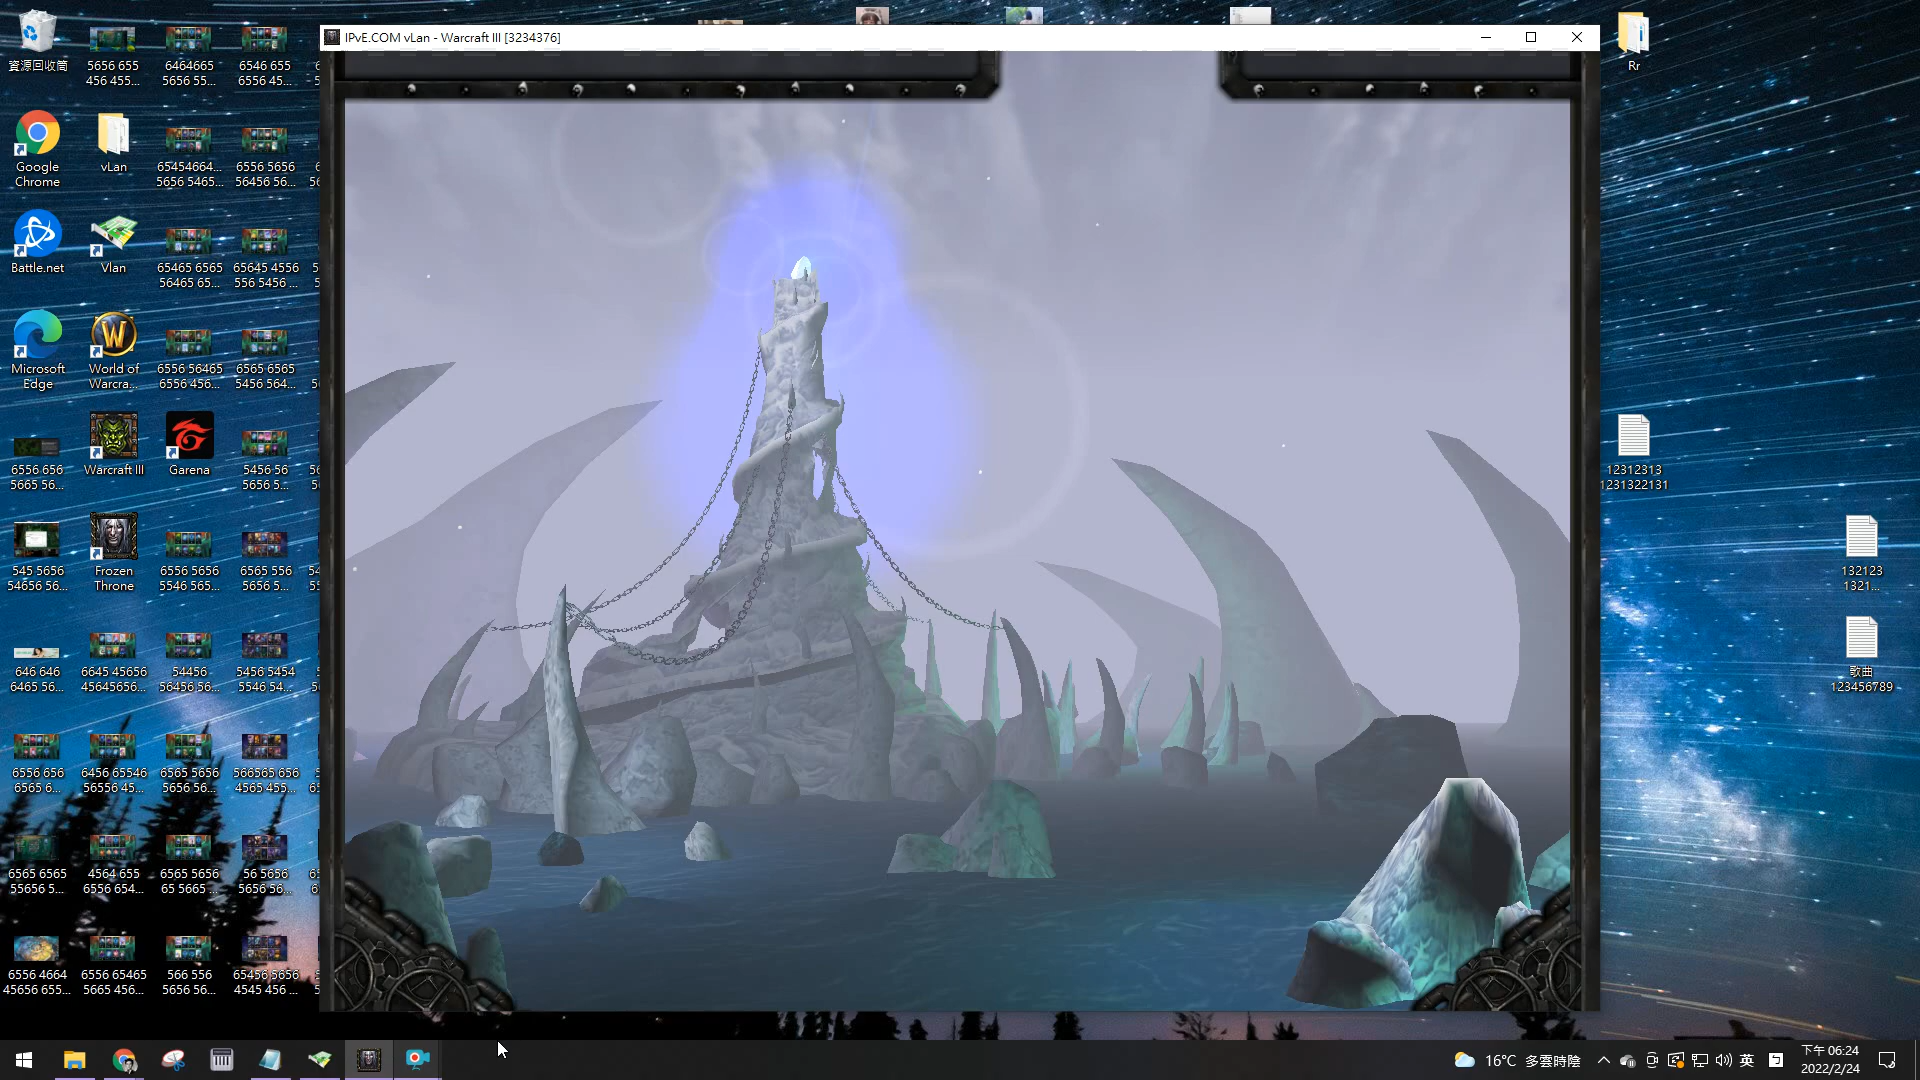 IPvE.COM vLan - Warcraft III [3234376]
資源回收筒
5656 655
456 455...
6464665
5656 55...
6546 655
6556 45...
Rr
Google
Chrome
vLan
65454664...
5656 5465...
6556 5656
56456 56...
Battle.net
Vlan
65465 6565
56465 65...
65645 4556
556 5456 ...
Microsoft
Edge
World of
Warcra...
6556 56465
6556 456...
6565 6565
5456 564...
6556 656
5665 56...
Warcraft III
Garena
5456 56
5656 5...
12312313
1231322131
545 5656
54656 56...
Frozen
Throne
6556 5656
5546 565...
6565 556
5656 5...
132123
1321...
646 646
6465 56...
6645 45656
45645656...
54456
56456 56...
5456 5454
5546 54...
歌曲
123456789
6556 656
6565 6...
6456 65546
56556 45...
6565 5656
5656 56...
566565 656
4565 455...
6565 6565
55656 5...
4564 655
6556 654...
6565 5656
65 5665 ...
56 5656
5656 56...
6556 4664
45656 655...
6556 65465
5665 456...
566 556
5656 56...
65456 5656
4545 456 ...
16°C 多雲時陰
英
下午 06:24
2022/2/24